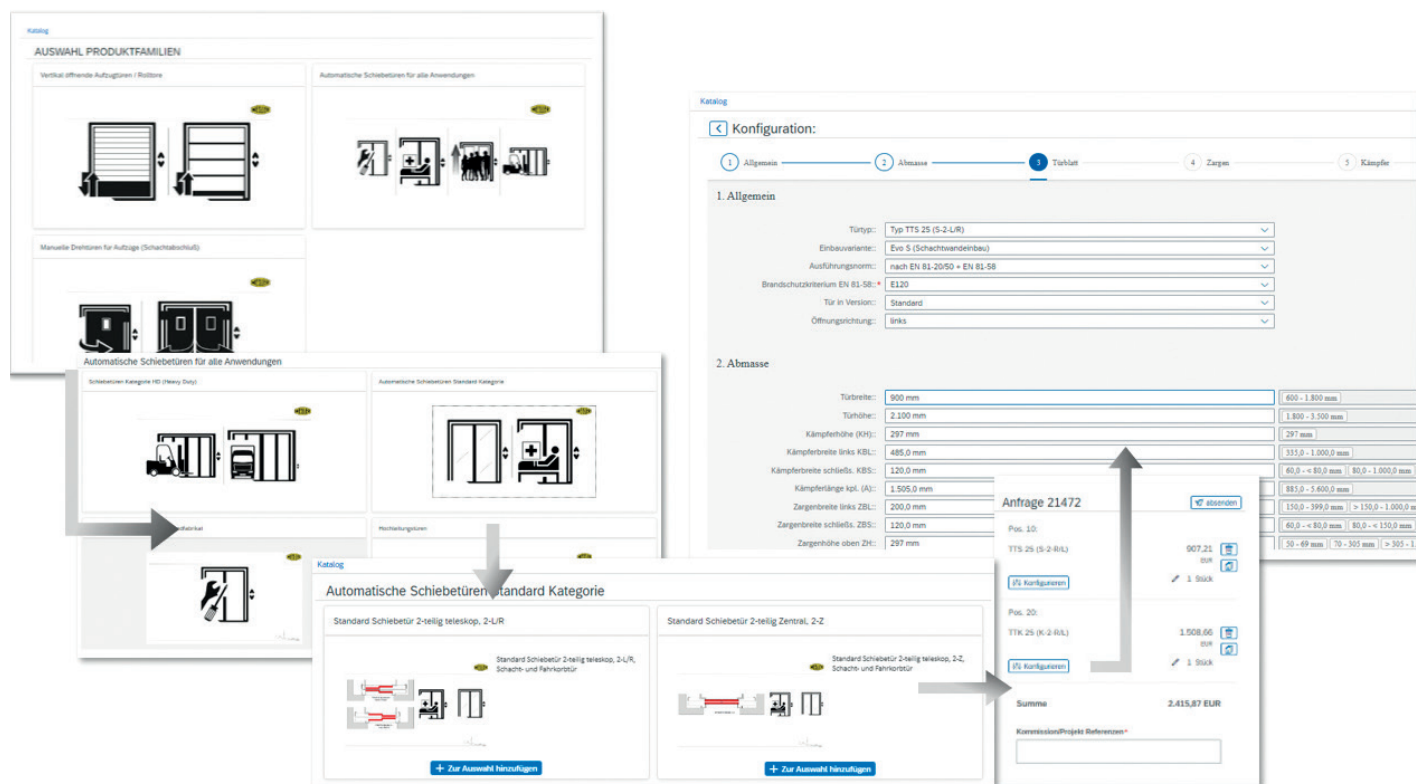 Katalog
AUSWAHL PRODUKTFAMILIEN
Vertikal öffnende Aufzugtüren / Rolltore
Automatische Schiebetüren für alle Anwendungen
Manuelle Drehtüren für Aufzüge (Schachtabschluß)
Automatische Schiebetüren für alle Anwendungen
Schiebetüren Kategorie HD (Heavy Duty)
Automatische Schiebetüren Standard Kategorie
Katalog
Automatische Schiebetüren Standard Kategorie
Standard Schiebetür 2-teilig teleskop, 2-L/R
Standard Schiebetür 2-teilig teleskop, 2-L/R,
Schacht- und Fahrkorbtür
+ Zur Auswahl hinzufügen
Standard Schiebetür 2-teilig Zentral, 2-Z
Standard Schiebetür 2-teilig teleskop, 2-Z,
Schacht- und Fahrkorbtür
+ Zur Auswahl hinzufügen
Katalog
Konfiguration:
1 Allgemein 2 Abmasse 3 Türblatt 4 Zargen 5 Kämpfer
1. Allgemein
Türtyp:: Typ TTS 25 (S-2-L/R)
Einbauvariante:: Evo S (Schachtwandeinbau)
Ausführungsnorm:: nach EN 81-20/50 + EN 81-58
Brandschutzkriterium EN 81-58::* E120
Tür in Version:: Standard
Öffnungsrichtung:: links
2. Abmasse
Türbreite:: 900 mm 600 - 1.800 mm
Türhöhe:: 2.100 mm 1.800 - 3.500 mm
Kämpferhöhe (KH):: 297 mm 297 mm
Kämpferbreite links KBL:: 485,0 mm 335,0 - 1.000,0 mm
Kämpferbreite schließs. KBS:: 120,0 mm 60,0 - < 80,0 mm 80,0 - 1.000,0 mm
Kämpferlänge kpl. (A):: 1.505,0 mm 885,0 - 5.600,0 mm
Zargenbreite links ZBL:: 200,0 mm 150,0 - 399,0 mm > 150,0 - 1.000,0 m
Zargenbreite schließs. ZBS:: 120,0 mm 60,0 - < 80,0 mm 80,0 - < 150,0 mm
Zargenhöhe oben ZH:: 297 mm 50 - 69 mm 70 - 305 mm > 305 - 1.
Anfrage 21472 absenden
Pos. 10:
TTS 25 (S-2-R/L) 907,21
EUR
Konfigurieren 1 Stück
Pos. 20:
TTK 25 (K-2-R/L) 1.508,66
EUR
Konfigurieren 1 Stück
Summe 2.415,87 EUR
Kommission/Projekt Referenzen*